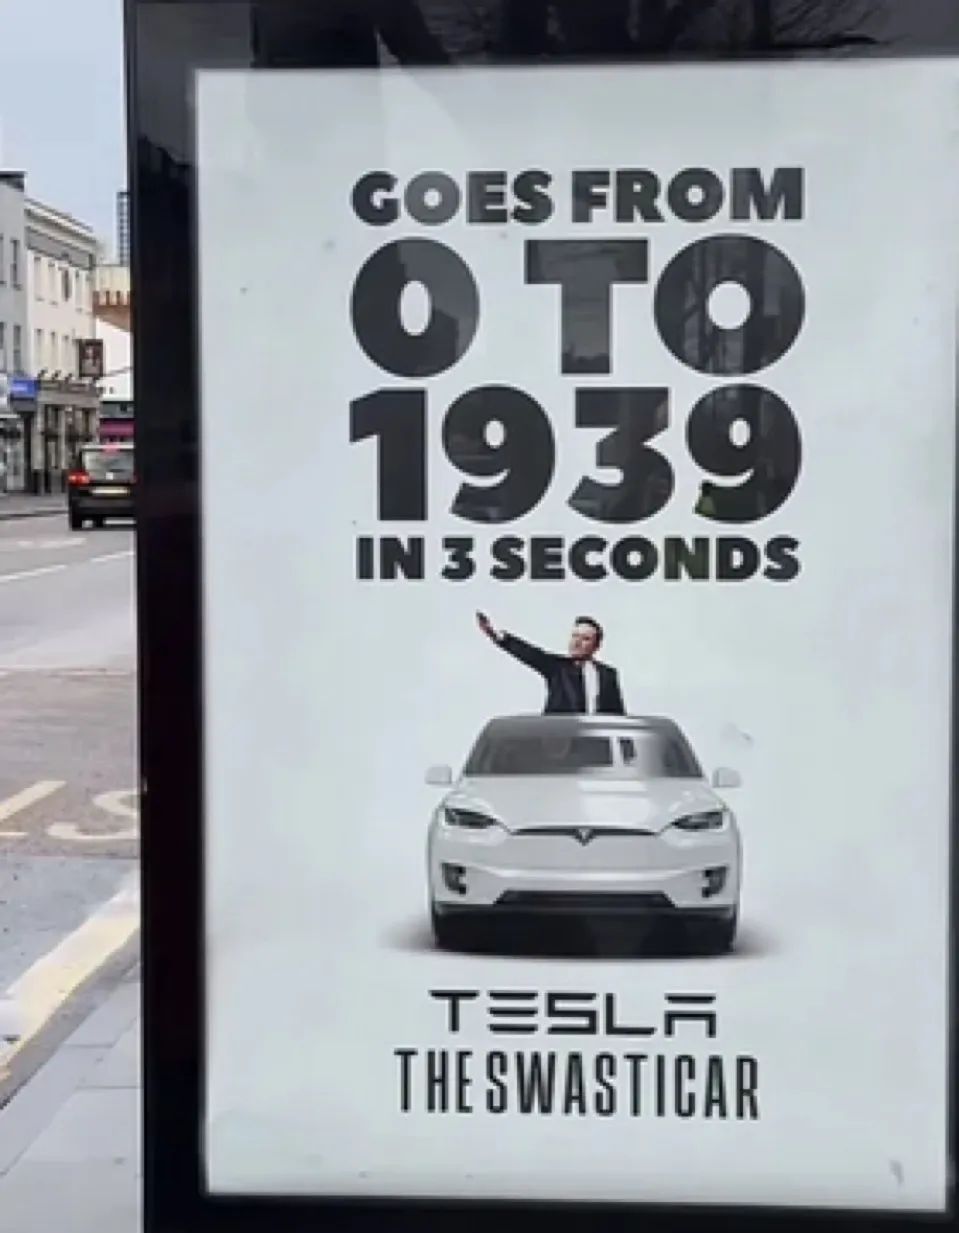 GOES FROM
0 TO
1939
IN 3 SECONDS
TESLA
THE SWASTICAR